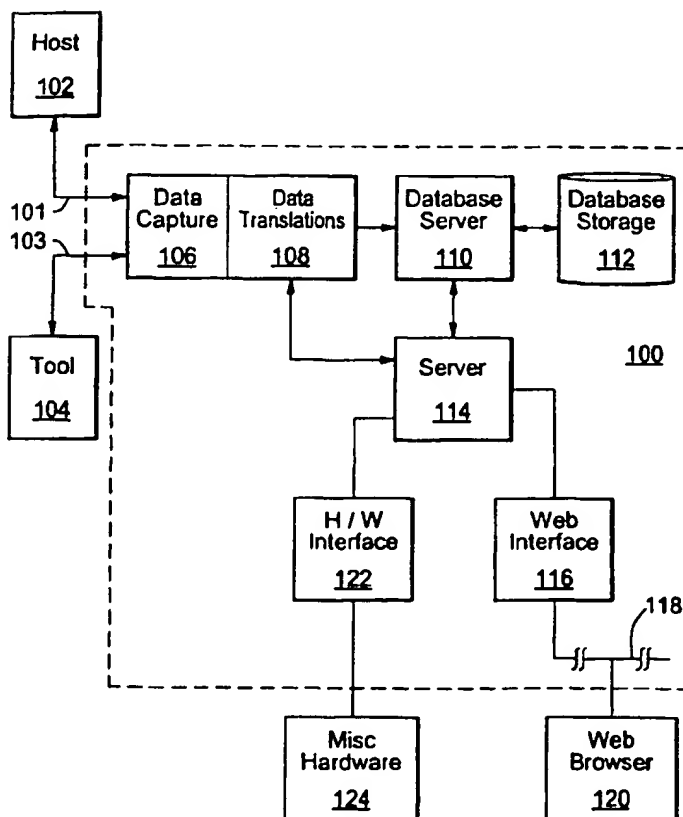 Host
102
101
103
Data
Capture
106
Data
Translations
108
Database
Server
110
Database
Storage
112
Tool
104
Server
114
100
H / W
Interface
122
Web
Interface
116
118
Misc
Hardware
124
Web
Browser
120